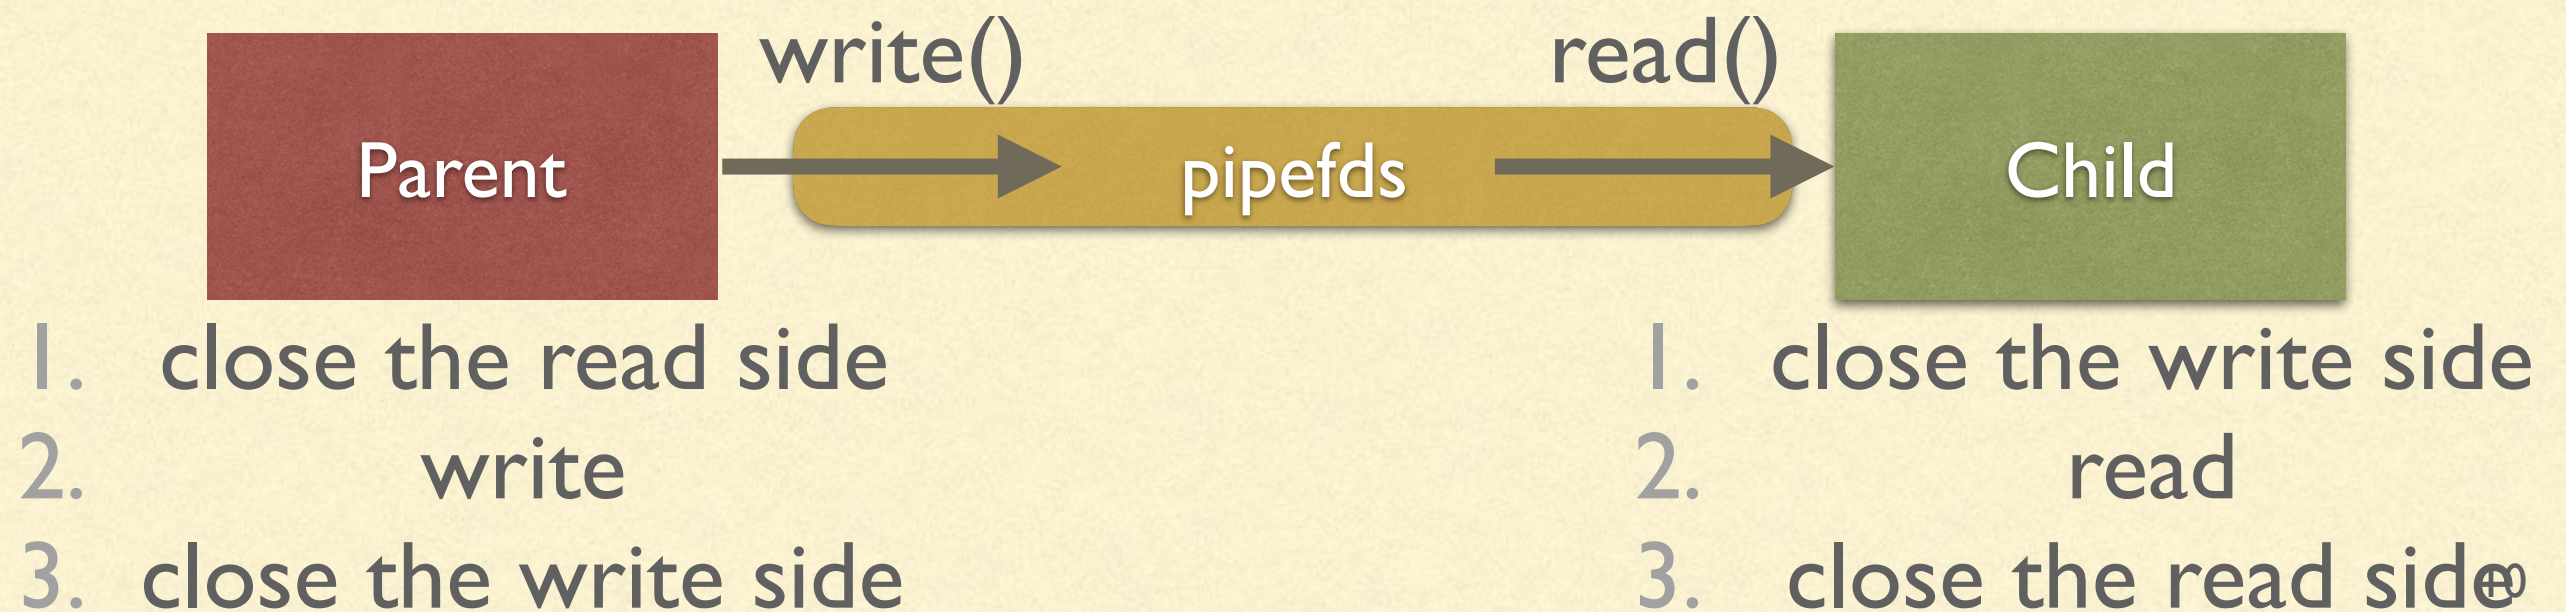 write() read()
Parent pipefds Child
1. close the read side
2. write
3. close the write side
1. close the write side
2. read
3. close the read side
10